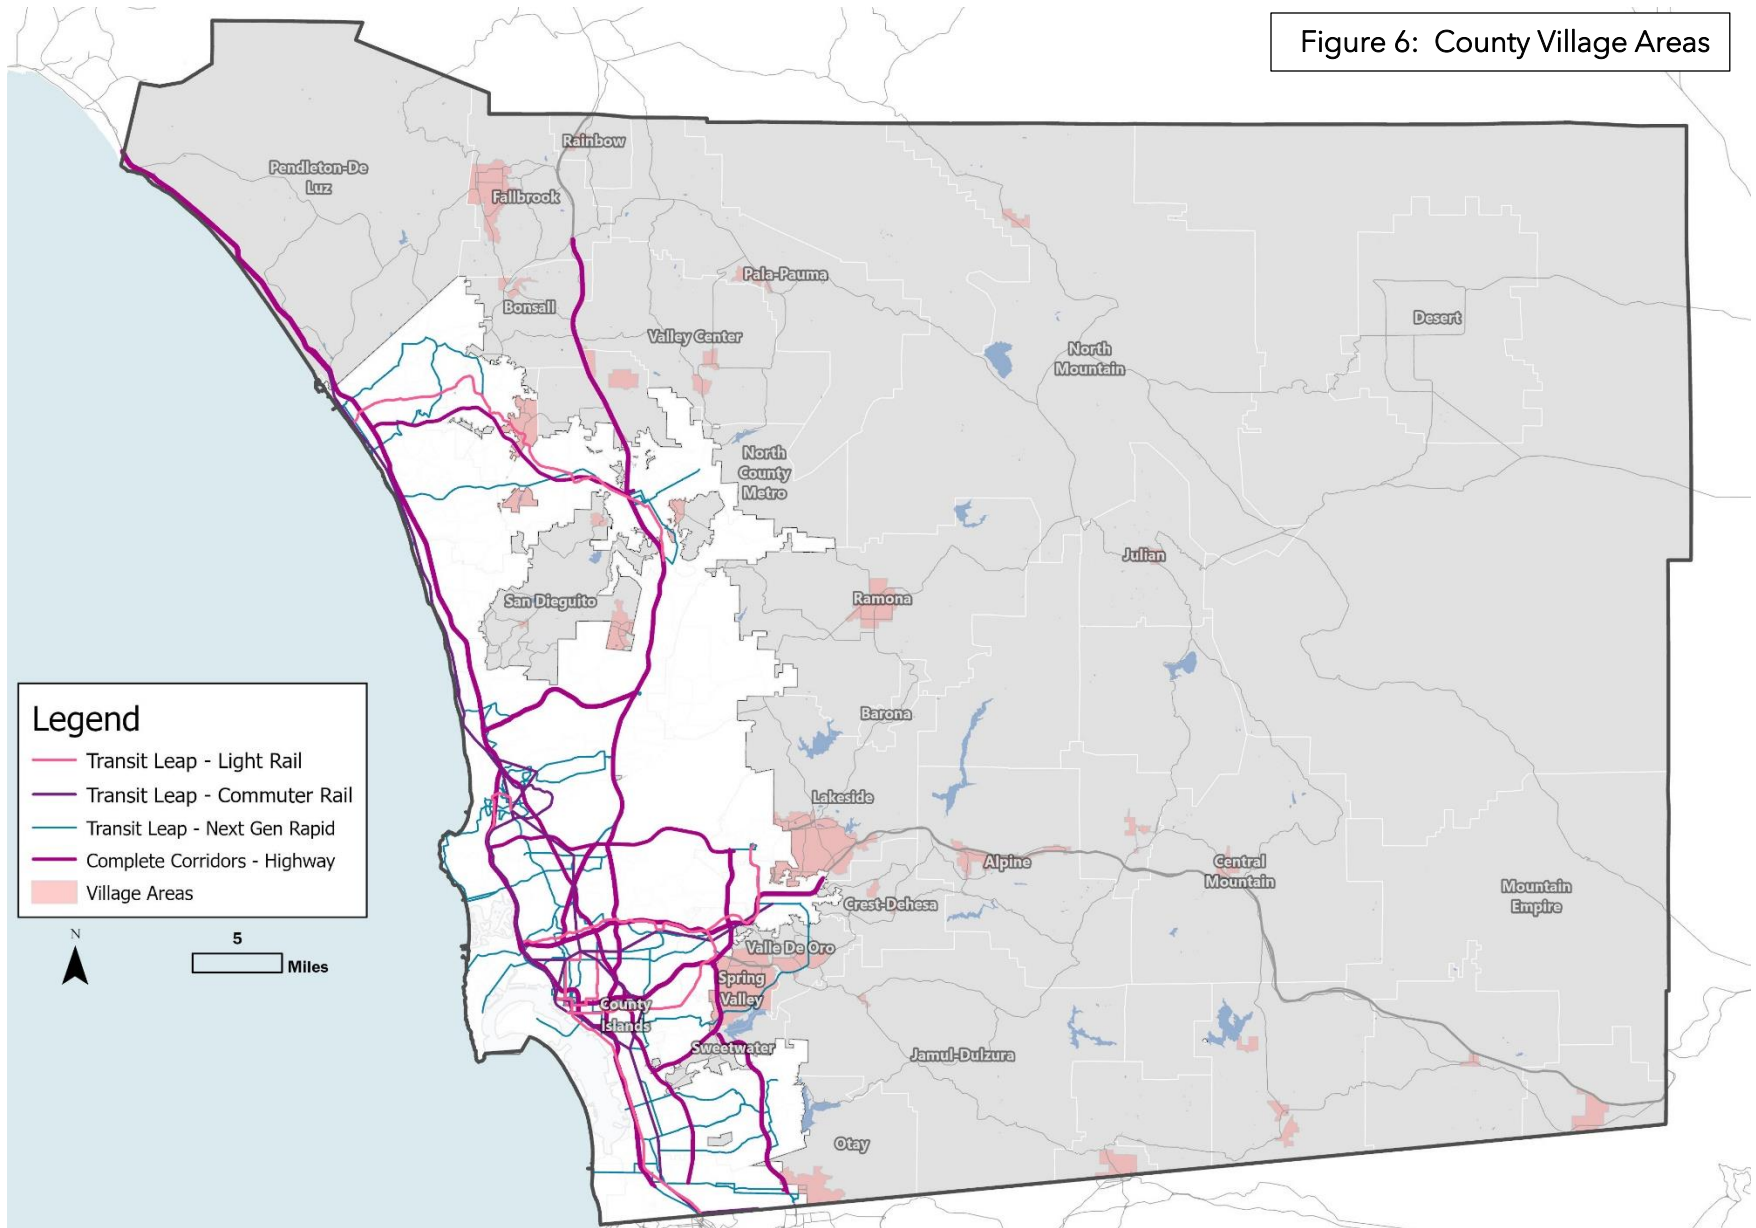 Figure 6: County Village Areas
Rainbow
Pendleton-De
Luz
Fallbrook
Pala-Pauma
Bonsall
Desert
Valley Center
North
Mountain
North
County
Metro
Julian
San Dieguito
Ramona
Barona
Legend
Transit Leap - Light Rail
Transit Leap - Commuter Rail
Transit Leap - Next Gen Rapid
Complete Corridors - Highway
Village Areas
Lakeside
Alpine
Central
Mountain
Mountain
Empire
Crest-Dehesa
N
5
Miles
Valle De Oro
Spring
Valley
County
Islands
Sweetwater
Jamul-Dulzura
Otay